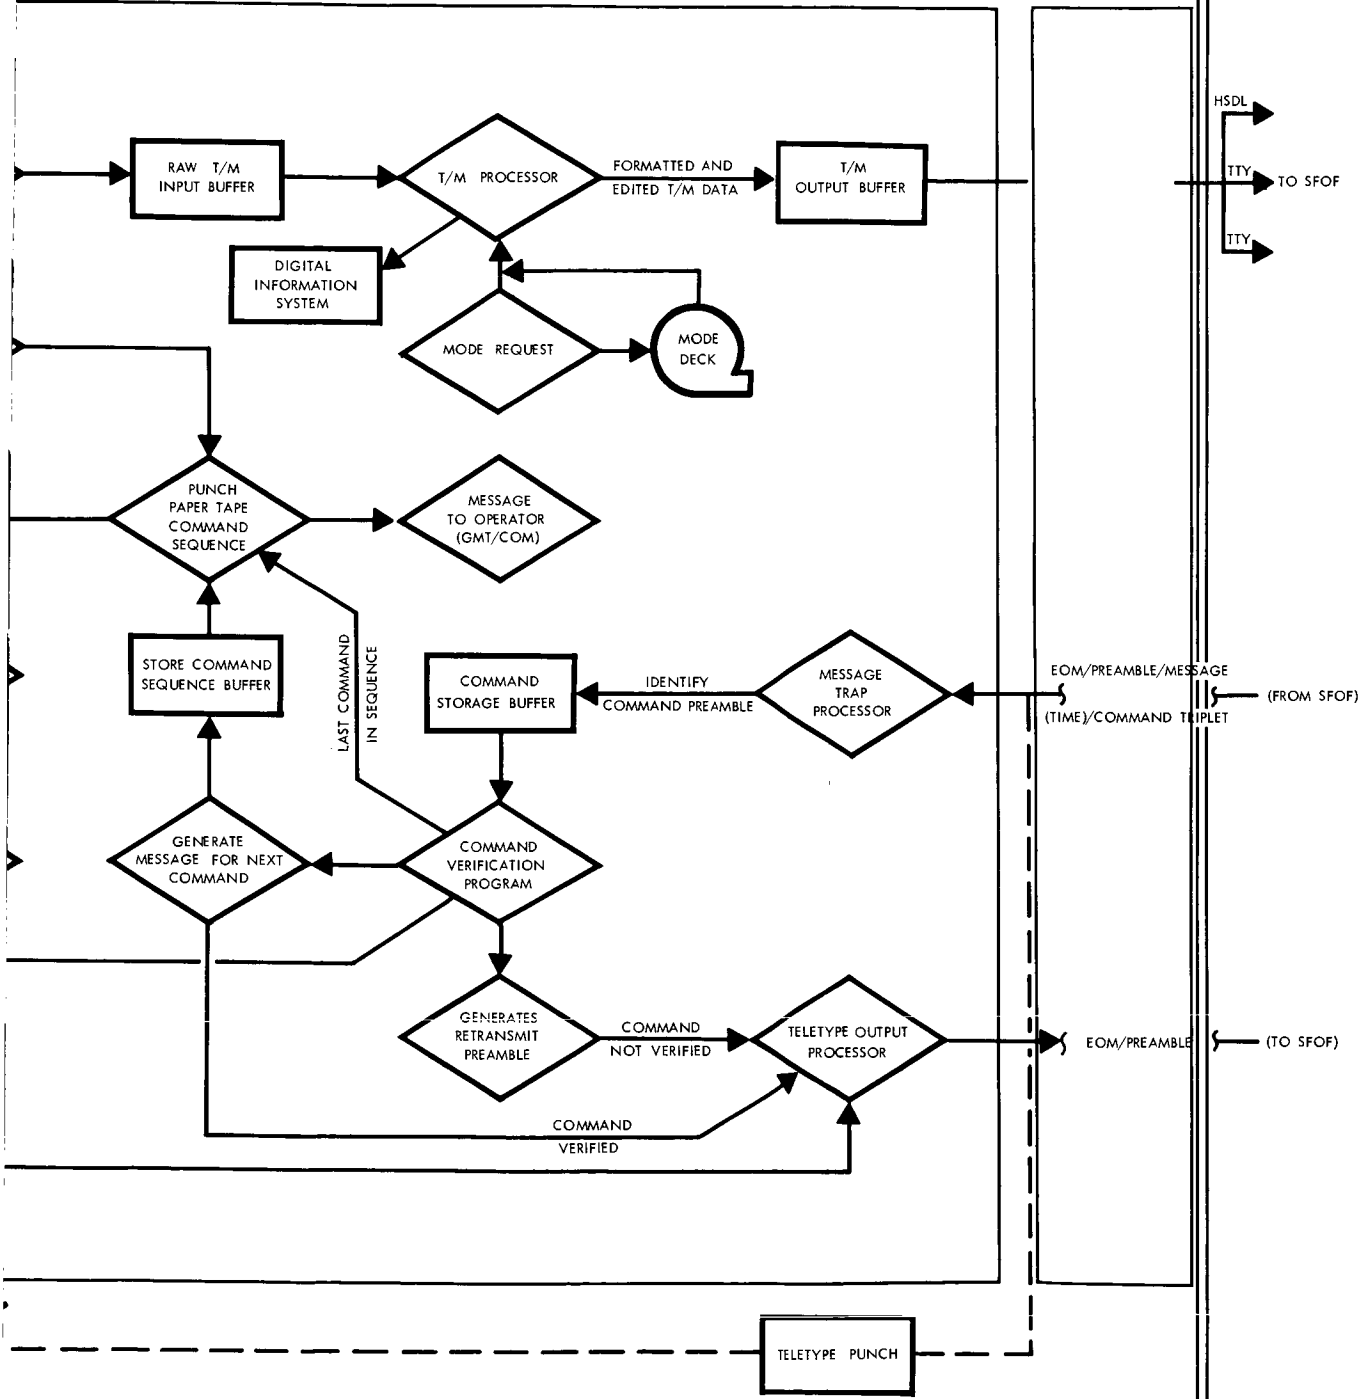 HSDL
RAW T/M
INPUT BUFFER
T/M PROCESSOR
FORMATTED AND
EDITED T/M DATA
T/M
OUTPUT BUFFER
TTY
TO SFOF
TTY
DIGITAL
INFORMATION
SYSTEM
MODE REQUEST
MODE
DECK
PUNCH
PAPER TAPE
COMMAND
SEQUENCE
MESSAGE
TO OPERATOR
(GMT/COM)
STORE COMMAND
SEQUENCE BUFFER
LAST COMMAND
IN SEQUENCE
COMMAND
STORAGE BUFFER
IDENTIFY
COMMAND PREAMBLE
MESSAGE
TRAP
PROCESSOR
EOM/PREAMBLE/MESSAGE
(TIME)/COMMAND TRIPLET
(FROM SFOF)
GENERATE
MESSAGE FOR NEXT
COMMAND
COMMAND
VERIFICATION
PROGRAM
GENERATES
RETRANSMIT
PREAMBLE
COMMAND
NOT VERIFIED
TELETYPE OUTPUT
PROCESSOR
EOM/PREAMBLE
(TO SFOF)
COMMAND
VERIFIED
TELETYPE PUNCH